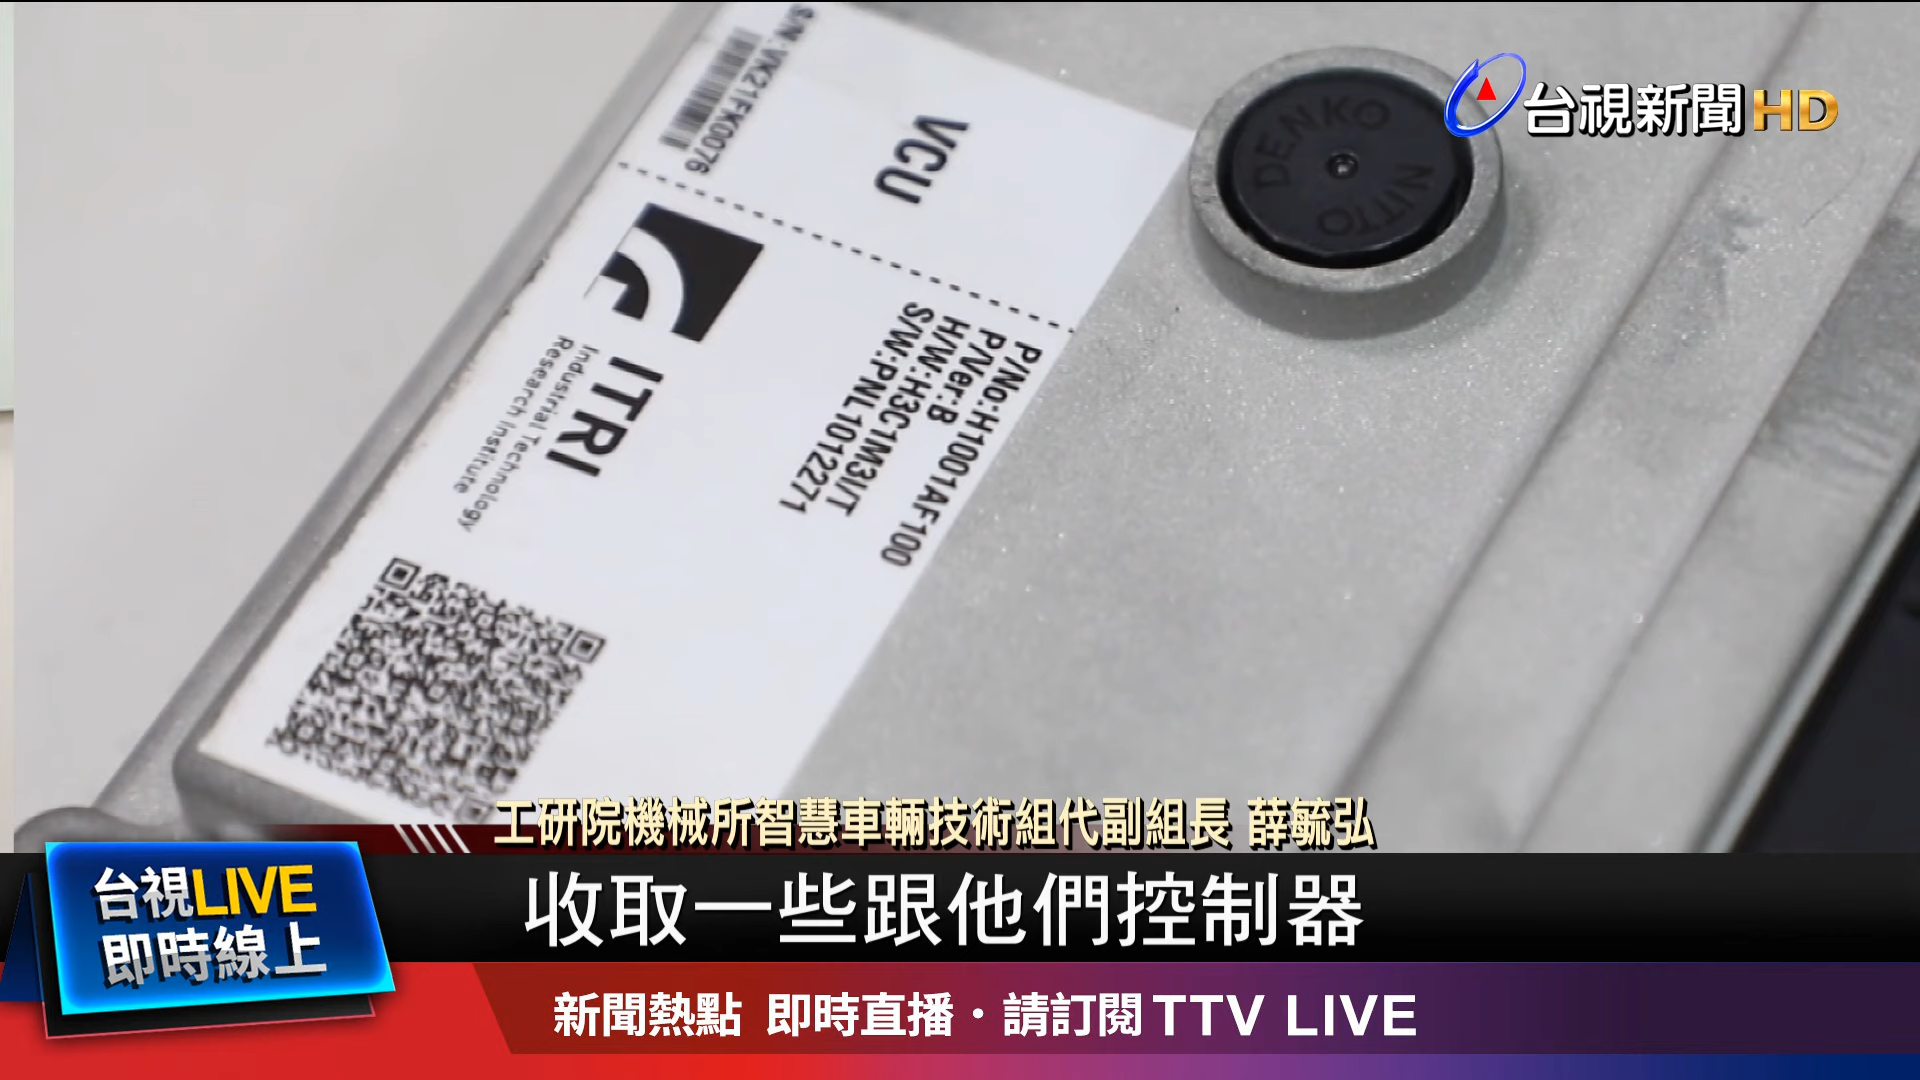 S/N:VK21FK0076
VCU
ITRI
Industrial Technology
Research Institute
P/No:H1001AF100
P/Ver:B
H/W:H3C1M3I/T
S/W:PNL1012271
DENKO
NITTO
台視新聞HD
工研院機械所智慧車輛技術組代副組長 薛毓弘
收取一些跟他們控制器
台視LIVE
即時線上
新聞熱點 即時直播・請訂閱TTV LIVE